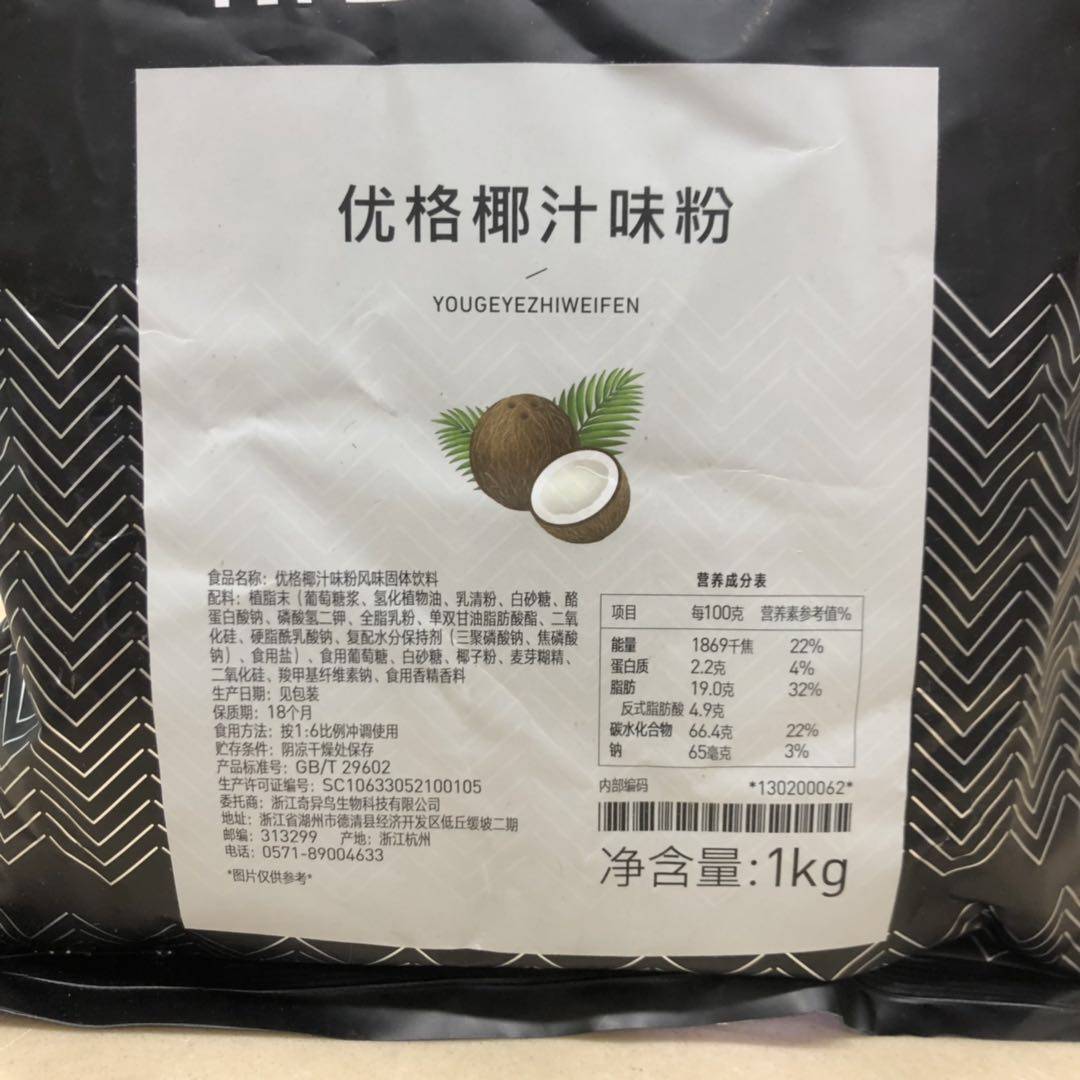 优格椰汁味粉
YOUGEYEZHIWEIFEN
食品名称：优格椰汁味粉风味固体饮料
配料：植脂末（葡萄糖浆、氢化植物油、乳清粉、白砂糖、酪
蛋白酸钠、磷酸氢二钾、全脂乳粉、单双甘油脂肪酸酯、二氧
化硅、硬脂酰乳酸钠、复配水分保持剂（三聚磷酸钠、焦磷酸
钠）、食用盐）、食用葡萄糖、白砂糖、椰子粉、麦芽糊精、
二氧化硅、羧甲基纤维素钠、食用香精香料
生产日期：见包装
保质期：18个月
食用方法：按1:6比例冲调使用
贮存条件：阴凉干燥处保存
产品标准号：GB/T 29602
生产许可证编号：SC10633052100105
委托商：浙江奇异鸟生物科技有限公司
地址：浙江省湖州市德清县经济开发区低丘缓坡二期
邮编：313299 产地：浙江杭州
电话：0571-89004633
*图片仅供参考*
营养成分表
项目 每100克 营养素参考值%
能量 1869千焦 22%
蛋白质 2.2克 4%
脂肪 19.0克 32%
反式脂肪酸 4.9克
碳水化合物 66.4克 22%
钠 65毫克 3%
内部编码 *130200062*
净含量：1kg